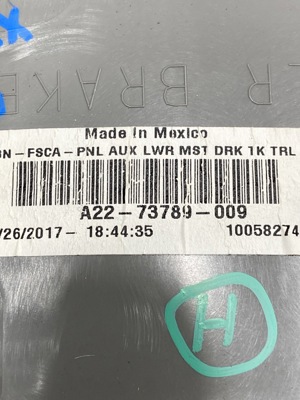 R BRAKE
Made In Mexico
BN-FSCA-PNL AUX LWR MST DRK 1K TRL
A22-73789-009
/26/2017- 18:44:35 10058274
H